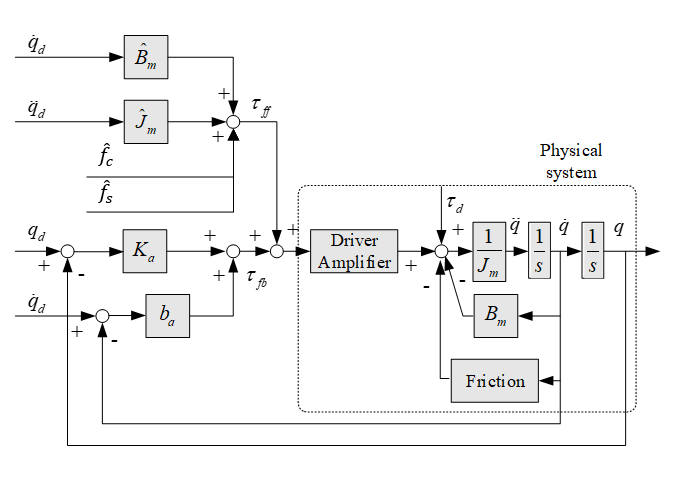 q̇_d
B̂_m
+
q̈_d
Ĵ_m
+
τ_ff
f̂_c
f̂_s
Physical
system
q_d
+
-
K_a
+
+
+
+
τ_fb
Driver
Amplifier
+
τ_d
+
-
-
1
J_m
q̈
1
s
q̇
1
s
q
q̇_d
+
-
b_a
B_m
Friction